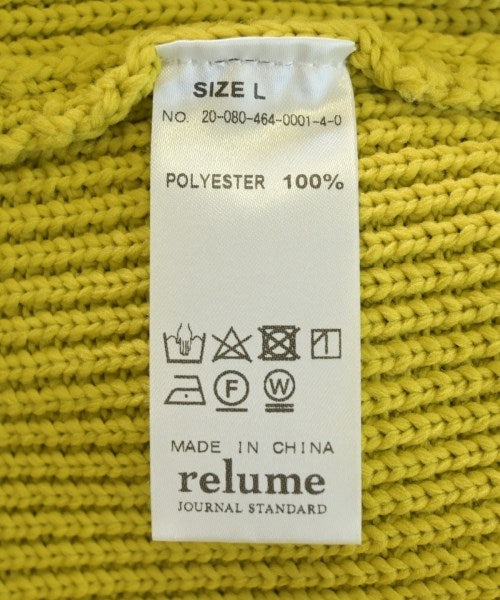 SIZE L
NO. 20-080-464-0001-4-0
POLYESTER 100%
F W
MADE IN CHINA
relume
JOURNAL STANDARD